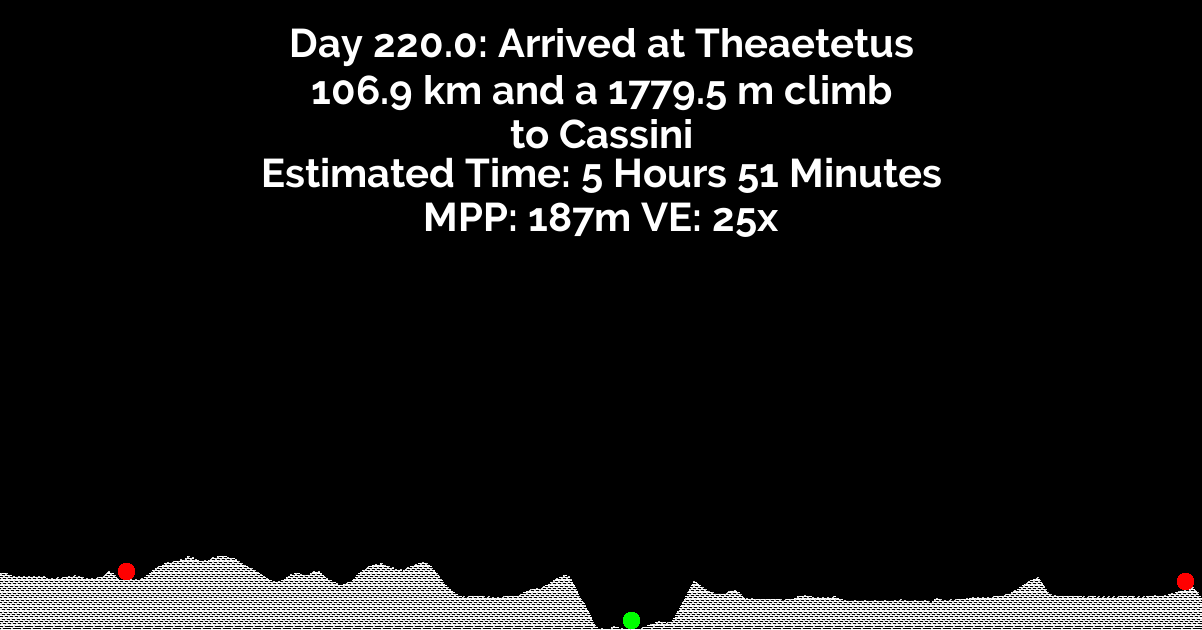 Day 220.0: Arrived at Theaetetus
106.9 km and a 1779.5 m climb
to Cassini
Estimated Time: 5 Hours 51 Minutes
MPP: 187m VE: 25x